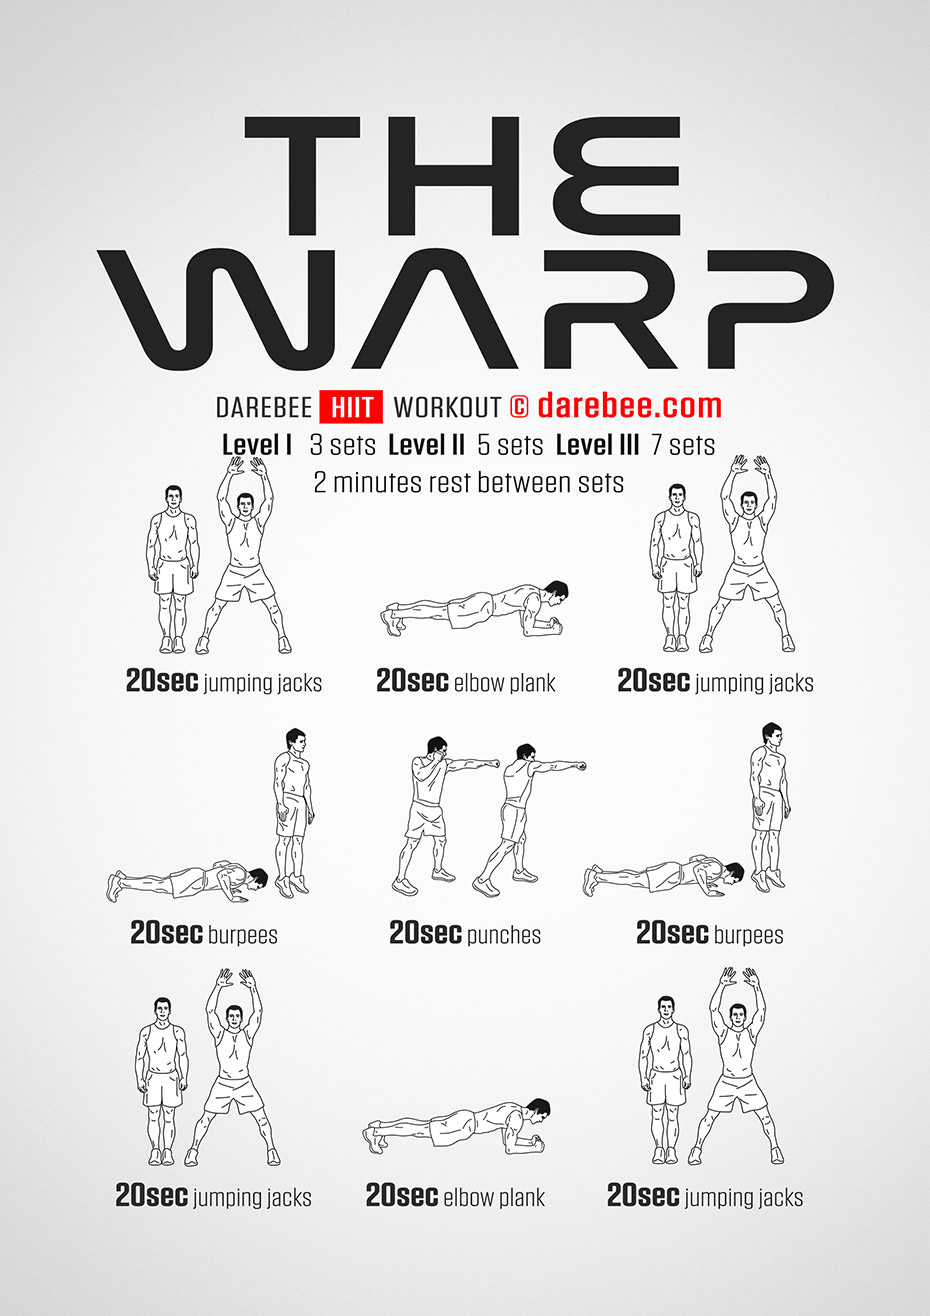 THE
WARP
DAREBEE HIIT WORKOUT © darebee.com
Level I 3 sets Level II 5 sets Level III 7 sets
2 minutes rest between sets
20sec jumping jacks
20sec elbow plank
20sec jumping jacks
20sec burpees
20sec punches
20sec burpees
20sec jumping jacks
20sec elbow plank
20sec jumping jacks